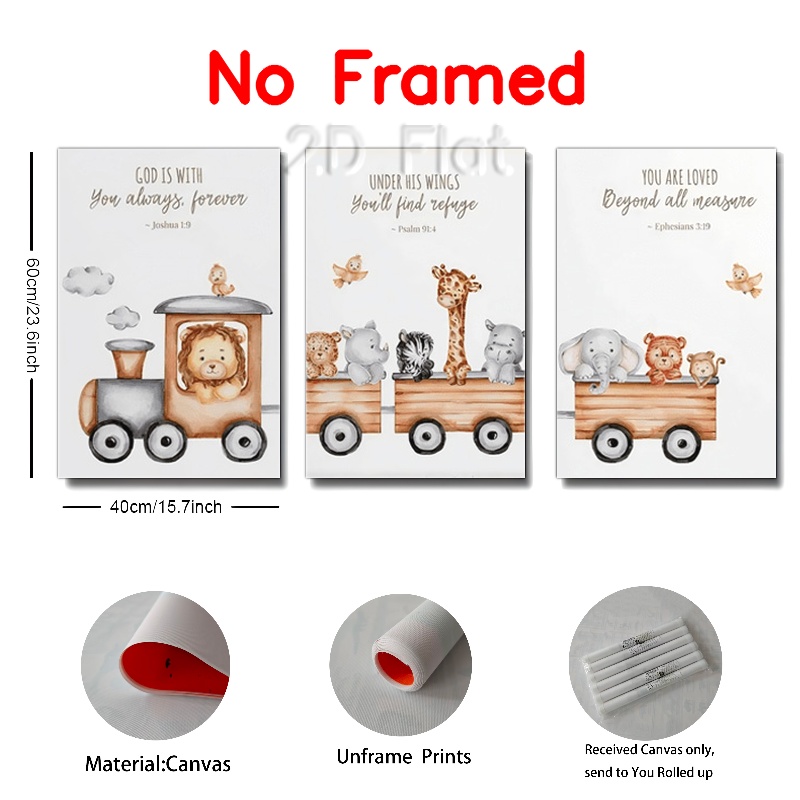 No Framed
2D Flat
GOD IS WITH
You always, forever
~ Joshua 1:9
UNDER HIS WINGS
You'll find refuge
~ Psalm 91:4
YOU ARE LOVED
Beyond all measure
~ Ephesians 3:19
60cm/23.6inch
40cm/15.7inch
Material:Canvas
Unframe Prints
Received Canvas only,
send to You Rolled up